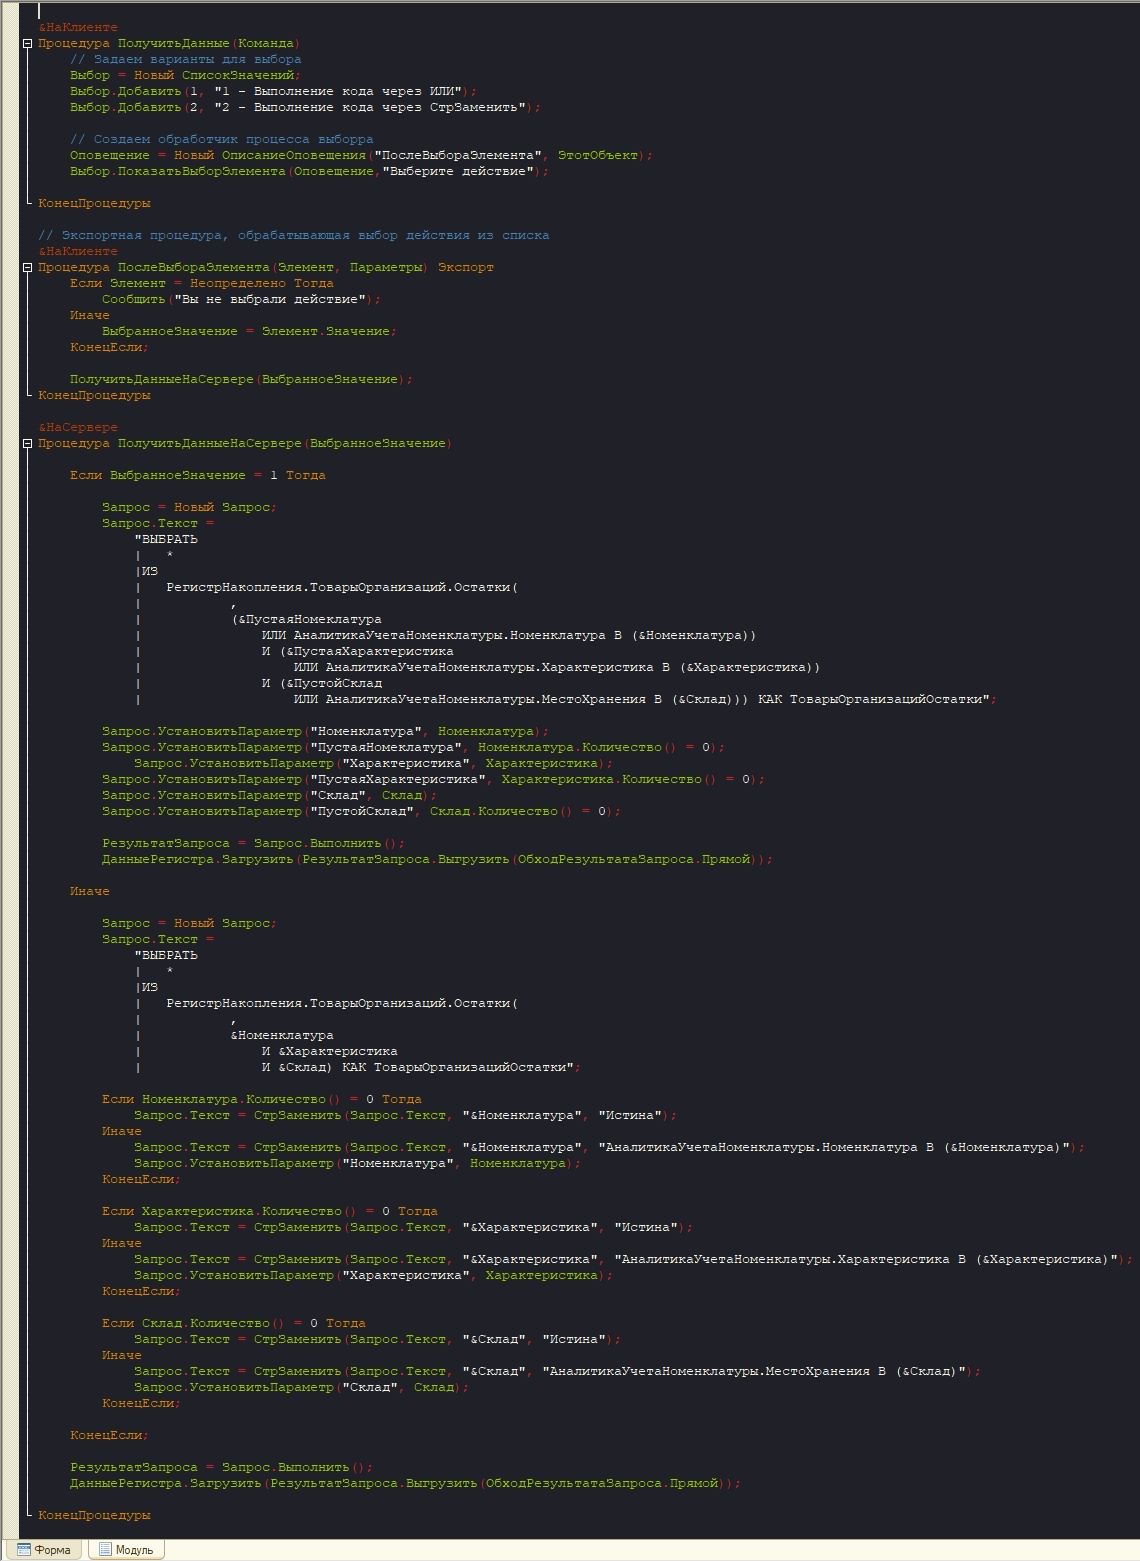 &НаКлиенте
Процедура ПолучитьДанные(Команда)
// Задаем варианты для выбора
Выбор = Новый СписокЗначений;
Выбор.Добавить(1, "1 - Выполнение кода через ИЛИ");
Выбор.Добавить(2, "2 - Выполнение кода через СтрЗаменить");
// Создаем обработчик процесса выборра
Оповещение = Новый ОписаниеОповещения("ПослеВыбораЭлемента", ЭтотОбъект);
Выбор.ПоказатьВыборЭлемента(Оповещение,"Выберите действие");
КонецПроцедуры
// Экспортная процедура, обрабатывающая выбор действия из списка
&НаКлиенте
Процедура ПослеВыбораЭлемента(Элемент, Параметры) Экспорт
Если Элемент = Неопределено Тогда
Сообщить("Вы не выбрали действие");
Иначе
ВыбранноеЗначение = Элемент.Значение;
КонецЕсли;
ПолучитьДанныеНаСервере(ВыбранноеЗначение);
КонецПроцедуры
&НаСервере
Процедура ПолучитьДанныеНаСервере(ВыбранноеЗначение)
Если ВыбранноеЗначение = 1 Тогда
Запрос = Новый Запрос;
Запрос.Текст =
"ВЫБРАТЬ
| *
|ИЗ
| РегистрНакопления.ТоварыОрганизаций.Остатки(
| ,
| (&ПустаяНомеклатура
| ИЛИ АналитикаУчетаНоменклатуры.Номенклатура В (&Номенклатура))
| И (&ПустаяХарактеристика
| ИЛИ АналитикаУчетаНоменклатуры.Характеристика В (&Характеристика))
| И (&ПустойСклад
| ИЛИ АналитикаУчетаНоменклатуры.МестоХранения В (&Склад))) КАК ТоварыОрганизацийОстатки";
Запрос.УстановитьПараметр("Номенклатура", Номенклатура);
Запрос.УстановитьПараметр("ПустаяНомеклатура", Номенклатура.Количество() = 0);
Запрос.УстановитьПараметр("Характеристика", Характеристика);
Запрос.УстановитьПараметр("ПустаяХарактеристика", Характеристика.Количество() = 0);
Запрос.УстановитьПараметр("Склад", Склад);
Запрос.УстановитьПараметр("ПустойСклад", Склад.Количество() = 0);
РезультатЗапроса = Запрос.Выполнить();
ДанныеРегистра.Загрузить(РезультатЗапроса.Выгрузить(ОбходРезультатаЗапроса.Прямой));
Иначе
Запрос = Новый Запрос;
Запрос.Текст =
"ВЫБРАТЬ
| *
|ИЗ
| РегистрНакопления.ТоварыОрганизаций.Остатки(
| ,
| &Номенклатура
| И &Характеристика
| И &Склад) КАК ТоварыОрганизацийОстатки";
Если Номенклатура.Количество() = 0 Тогда
Запрос.Текст = СтрЗаменить(Запрос.Текст, "&Номенклатура", "Истина");
Иначе
Запрос.Текст = СтрЗаменить(Запрос.Текст, "&Номенклатура", "АналитикаУчетаНоменклатуры.Номенклатура В (&Номенклатура)");
Запрос.УстановитьПараметр("Номенклатура", Номенклатура);
КонецЕсли;
Если Характеристика.Количество() = 0 Тогда
Запрос.Текст = СтрЗаменить(Запрос.Текст, "&Характеристика", "Истина");
Иначе
Запрос.Текст = СтрЗаменить(Запрос.Текст, "&Характеристика", "АналитикаУчетаНоменклатуры.Характеристика В (&Характеристика)");
Запрос.УстановитьПараметр("Характеристика", Характеристика);
КонецЕсли;
Если Склад.Количество() = 0 Тогда
Запрос.Текст = СтрЗаменить(Запрос.Текст, "&Склад", "Истина");
Иначе
Запрос.Текст = СтрЗаменить(Запрос.Текст, "&Склад", "АналитикаУчетаНоменклатуры.МестоХранения В (&Склад)");
Запрос.УстановитьПараметр("Склад", Склад);
КонецЕсли;
КонецЕсли;
РезультатЗапроса = Запрос.Выполнить();
ДанныеРегистра.Загрузить(РезультатЗапроса.Выгрузить(ОбходРезультатаЗапроса.Прямой));
КонецПроцедуры
Форма Модуль